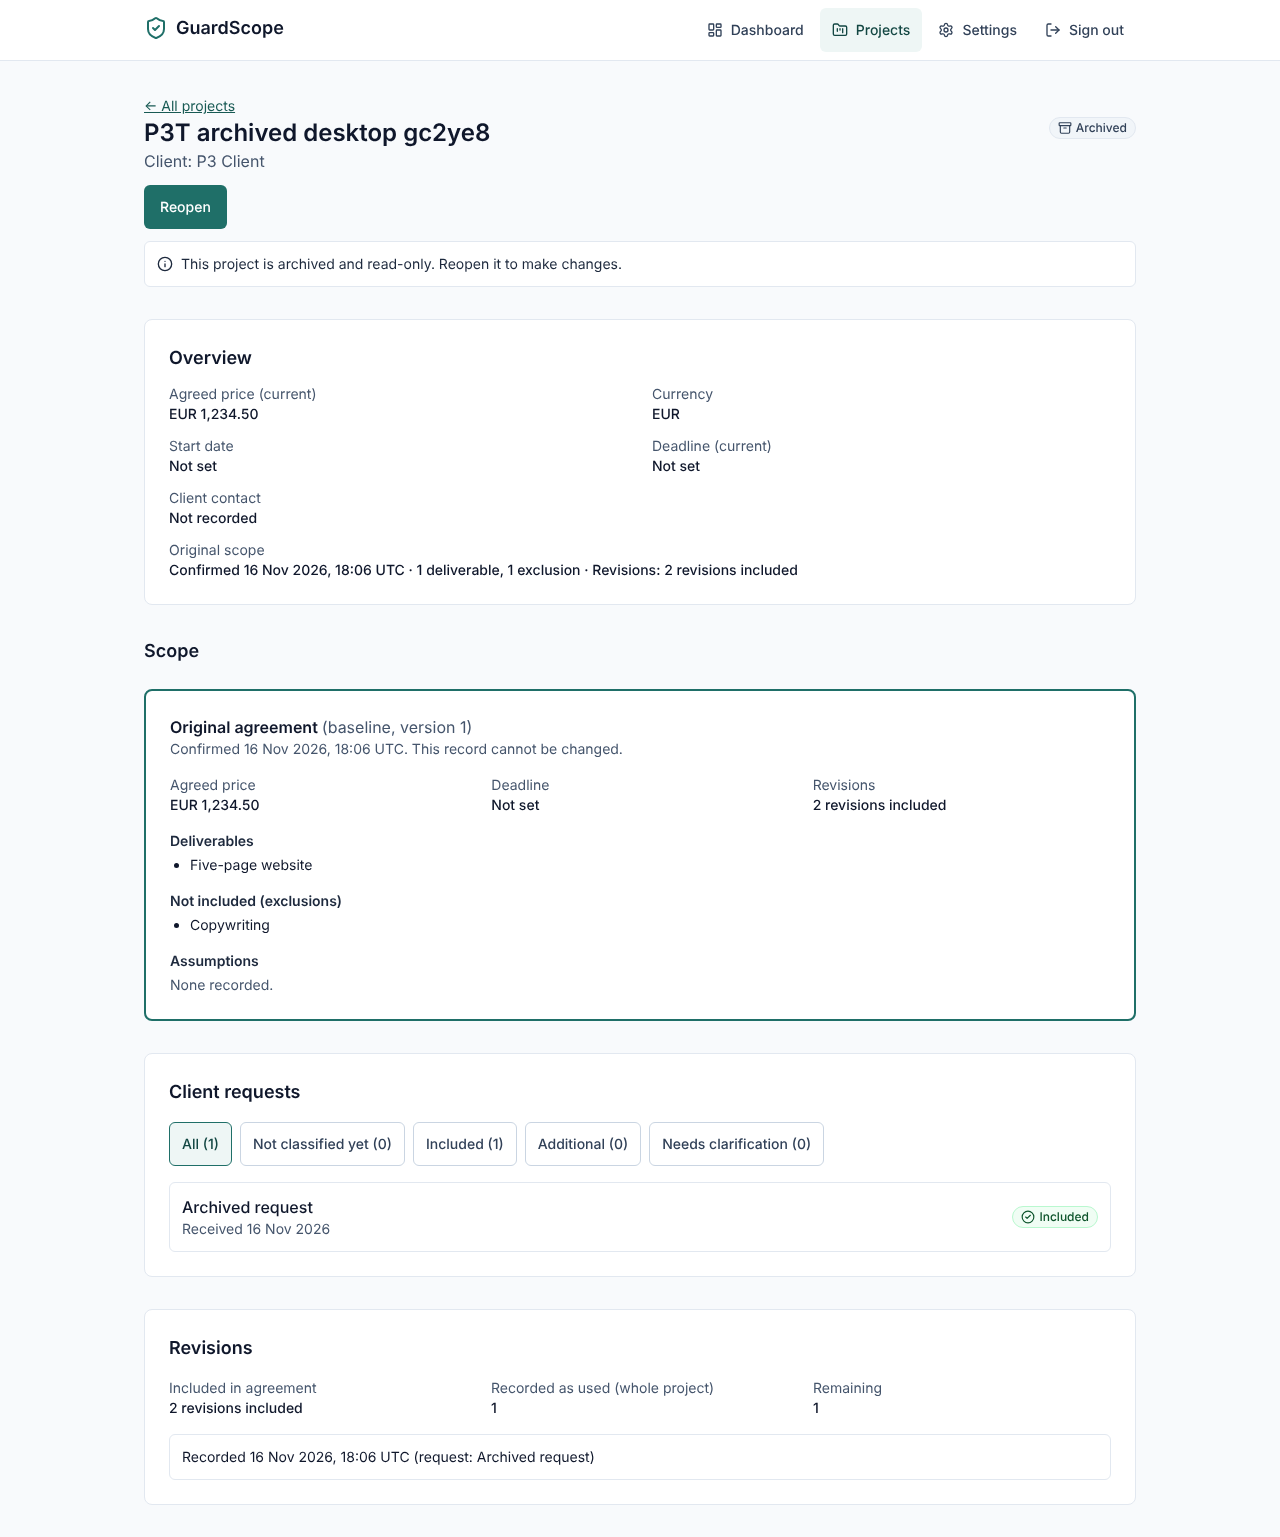 GuardScope
Dashboard
Projects
Settings
Sign out
← All projects
P3T archived desktop gc2ye8
Archived
Client: P3 Client
Reopen
This project is archived and read-only. Reopen it to make changes.
Overview
Agreed price (current)
EUR 1,234.50
Currency
EUR
Start date
Not set
Deadline (current)
Not set
Client contact
Not recorded
Original scope
Confirmed 16 Nov 2026, 18:06 UTC · 1 deliverable, 1 exclusion · Revisions: 2 revisions included
Scope
Original agreement (baseline, version 1)
Confirmed 16 Nov 2026, 18:06 UTC. This record cannot be changed.
Agreed price
EUR 1,234.50
Deadline
Not set
Revisions
2 revisions included
Deliverables
• Five-page website
Not included (exclusions)
• Copywriting
Assumptions
None recorded.
Client requests
All (1)
Not classified yet (0)
Included (1)
Additional (0)
Needs clarification (0)
Archived request
Received 16 Nov 2026
Included
Revisions
Included in agreement
2 revisions included
Recorded as used (whole project)
1
Remaining
1
Recorded 16 Nov 2026, 18:06 UTC (request: Archived request)